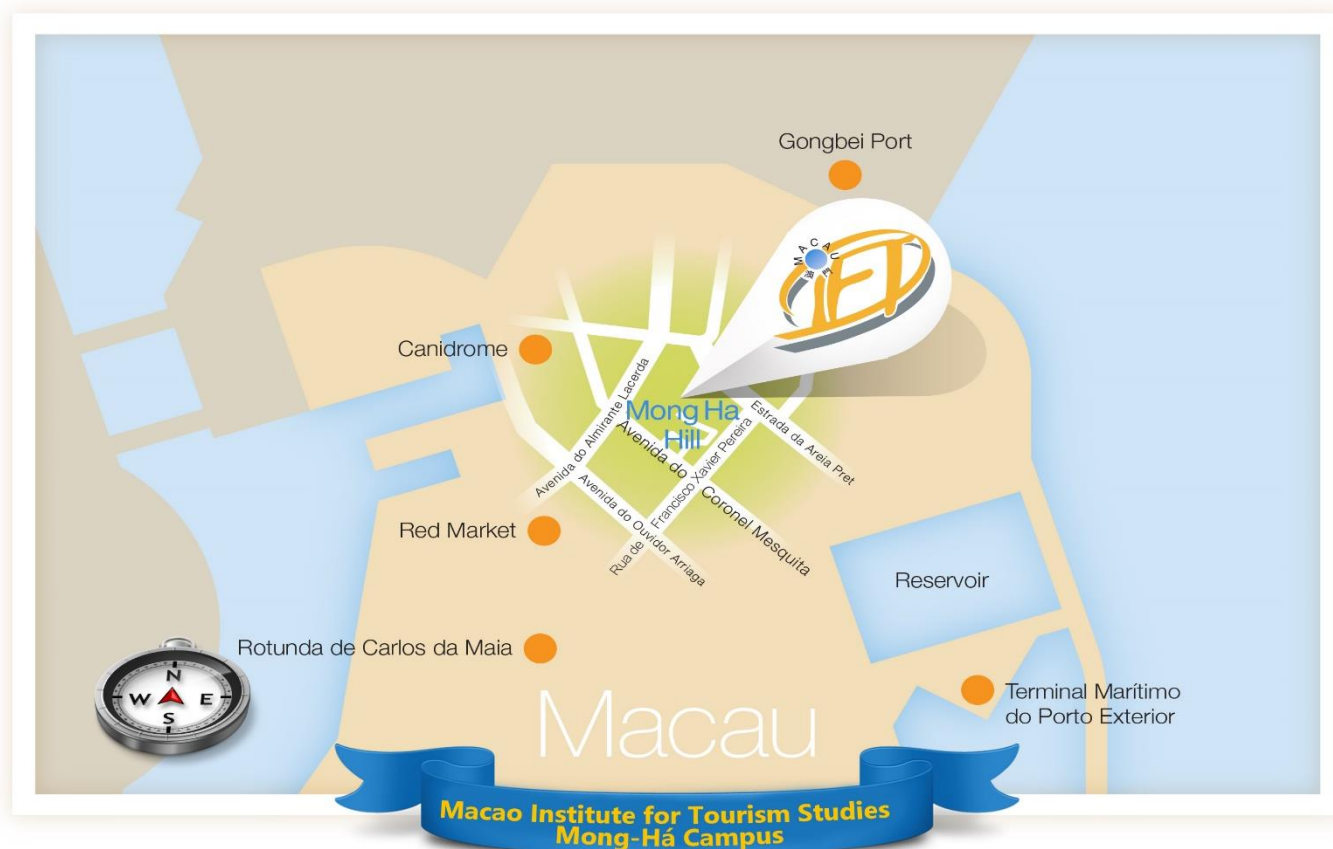 Gongbei Port
MACAU
IFT
Canidrome
Mong Ha
Hill
Avenida do Almirante Lacerda
Estrada da Areia Pret
Avenida do Coronel Mesquita
Rua de Francisco Xavier Pereira
Avenida do Ouvidor Arriaga
Red Market
Reservoir
Rotunda de Carlos da Maia
N
W E
S
Terminal Marítimo
do Porto Exterior
Macau
Macao Institute for Tourism Studies
Mong-Há Campus